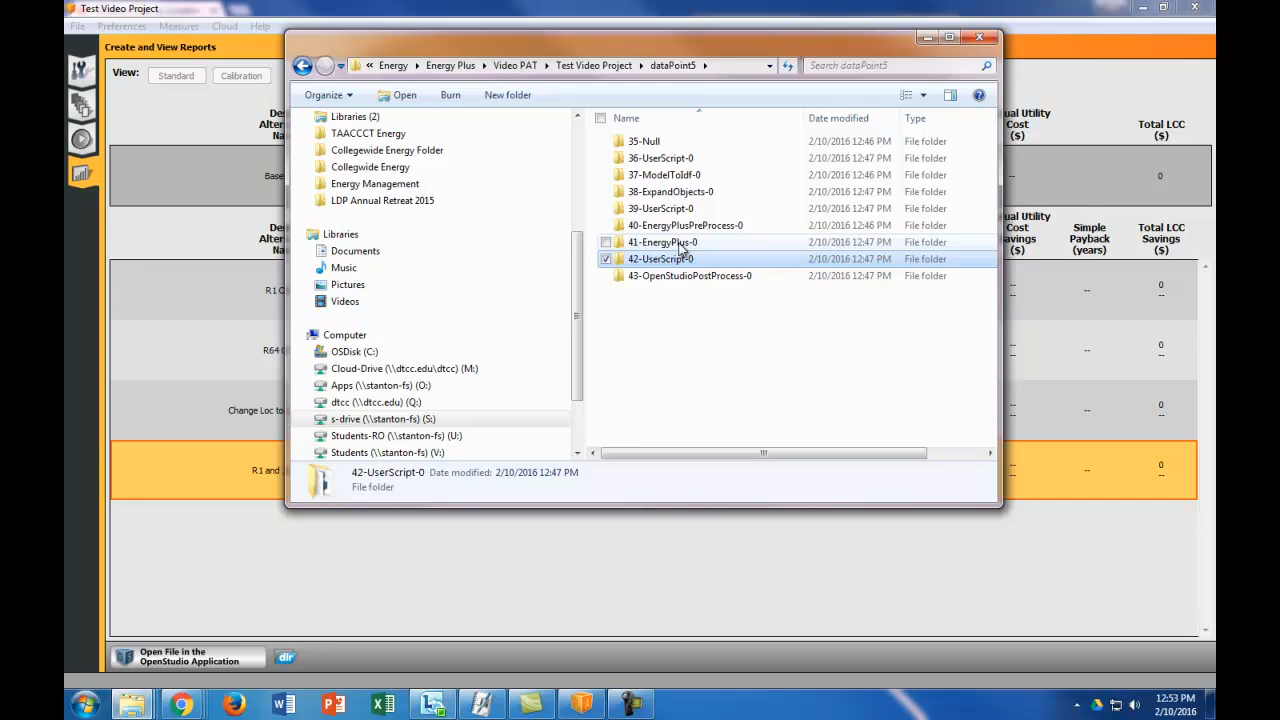 Test Video Project
File Preferences Measures Cloud Help
Create and View Reports
View: Standard Calibration
Energy Energy Plus Video PAT Test Video Project dataPoint5
Search dataPoint5
Organize Open Burn New folder
Libraries (2)
TAACCCT Energy
Collegewide Energy Folder
Collegewide Energy
Energy Management
LDP Annual Retreat 2015
Libraries
Documents
Music
Pictures
Videos
Computer
OSDisk (C:)
Cloud-Drive (\\dtcc.edu\dtcc) (M:)
Apps (\\stanton-fs) (O:)
dtcc (\\dtcc.edu) (Q:)
s-drive (\\stanton-fs) (S:)
Students-RO (\\stanton-fs) (U:)
Students (\\stanton-fs) (V:)
Name Date modified Type
35-Null 2/10/2016 12:46 PM File folder
36-UserScript-0 2/10/2016 12:47 PM File folder
37-ModelToIdf-0 2/10/2016 12:46 PM File folder
38-ExpandObjects-0 2/10/2016 12:46 PM File folder
39-UserScript-0 2/10/2016 12:47 PM File folder
40-EnergyPlusPreProcess-0 2/10/2016 12:46 PM File folder
41-EnergyPlus-0 2/10/2016 12:47 PM File folder
42-UserScript-0 2/10/2016 12:47 PM File folder
43-OpenStudioPostProcess-0 2/10/2016 12:47 PM File folder
42-UserScript-0 Date modified: 2/10/2016 12:47 PM
File folder
Cost
($)
Total LCC
($)
-- 0
Simple
Payback
(years)
Total LCC
Savings
($)
R1
-- -- 0
--
R64
-- -- 0
--
Change Loc to
-- -- 0
--
R1 and
-- -- 0
--
Open File in the
OpenStudio Application
dir
12:53 PM
2/10/2016